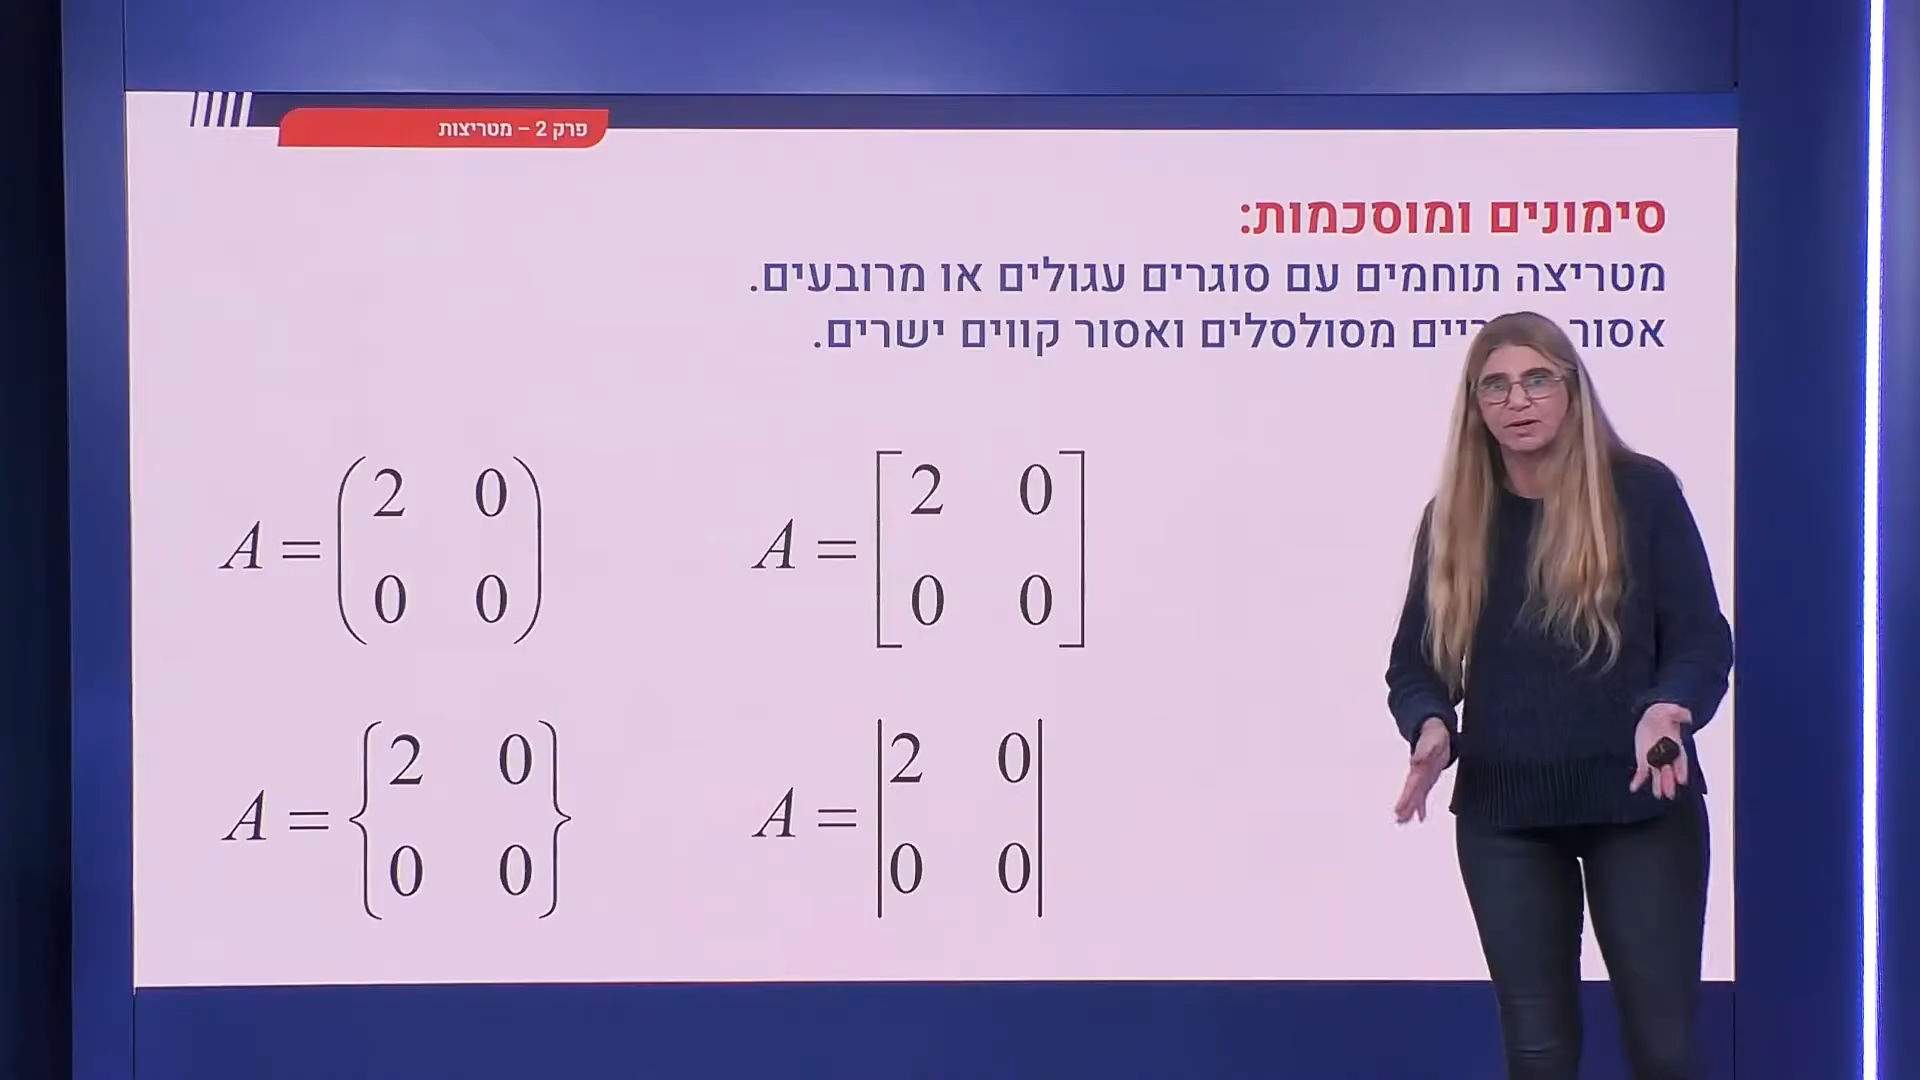 פרק 2 – מטריצות
סימונים ומוסכמות:
מטריצה תוחמים עם סוגרים עגולים או מרובעים.
אסור מסולסלים ואסור קווים ישרים.
A = (2 0
0 0)
A = [2 0
0 0]
A = {2 0
0 0}
A = |2 0
0 0|